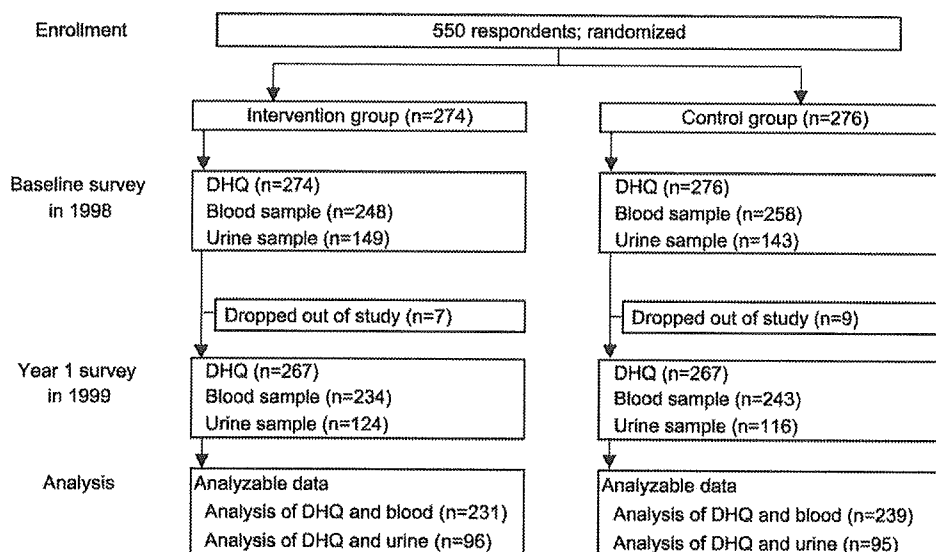 Enrollment
550 respondents; randomized
Intervention group (n=274)
Control group (n=276)
Baseline survey
in 1998
DHQ (n=274)
Blood sample (n=248)
Urine sample (n=149)
DHQ (n=276)
Blood sample (n=258)
Urine sample (n=143)
Dropped out of study (n=7)
Dropped out of study (n=9)
Year 1 survey
in 1999
DHQ (n=267)
Blood sample (n=234)
Urine sample (n=124)
DHQ (n=267)
Blood sample (n=243)
Urine sample (n=116)
Analysis
Analyzable data
Analysis of DHQ and blood (n=231)
Analysis of DHQ and urine (n=96)
Analyzable data
Analysis of DHQ and blood (n=239)
Analysis of DHQ and urine (n=95)